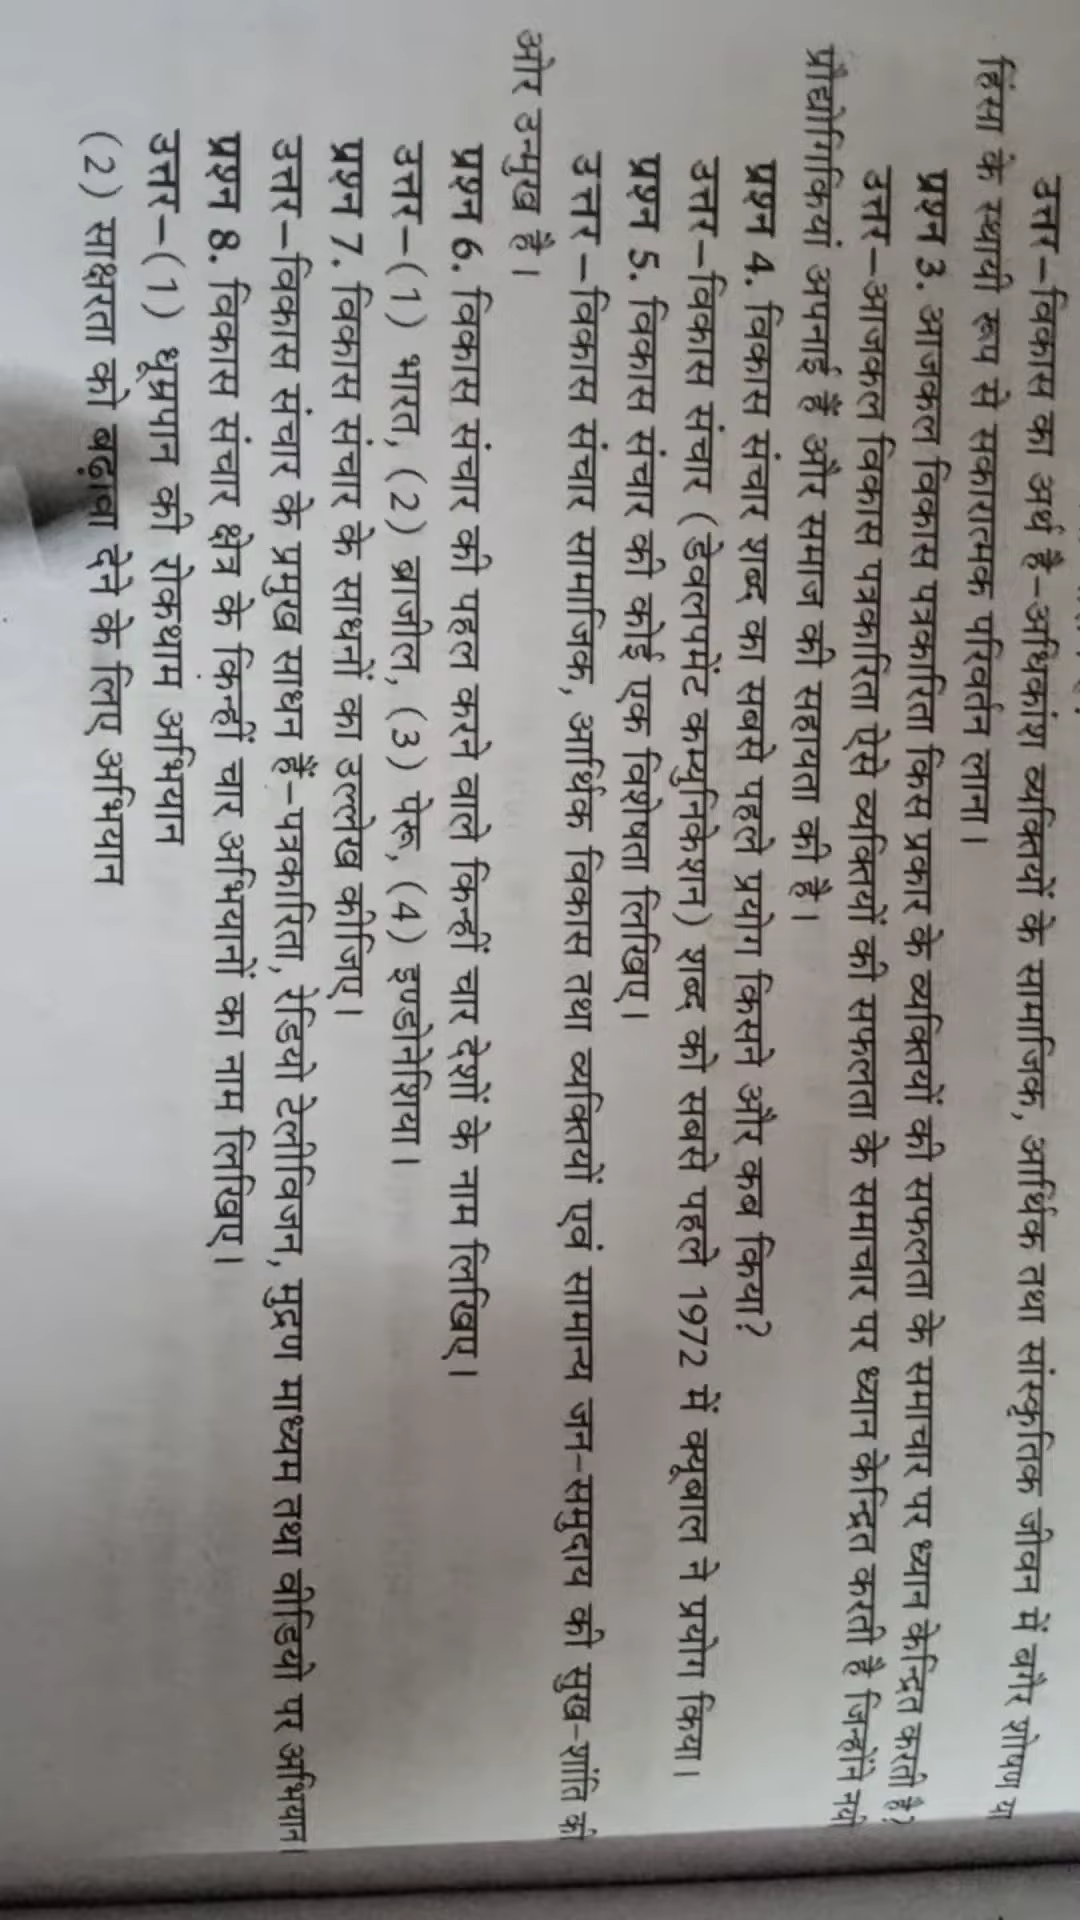 उत्तर–विकास का अर्थ है–अधिकांश व्यक्तियों के सामाजिक, आर्थिक तथा सांस्कृतिक जीवन में बगैर शोषण या
हिंसा के स्थायी रूप से सकारात्मक परिवर्तन लाना।
प्रश्न 3. आजकल विकास पत्रकारिता किस प्रकार के व्यक्तियों की सफलता के समाचार पर ध्यान केन्द्रित करती है?
उत्तर–आजकल विकास पत्रकारिता ऐसे व्यक्तियों की सफलता के समाचार पर ध्यान केन्द्रित करती है जिन्होंने नयी
प्रौद्योगिकियां अपनाई हैं और समाज की सहायता की है।
प्रश्न 4. विकास संचार शब्द का सबसे पहले प्रयोग किसने और कब किया?
उत्तर–विकास संचार (डेवलपमेंट कम्युनिकेशन) शब्द को सबसे पहले 1972 में क्यूबाल ने प्रयोग किया।
प्रश्न 5. विकास संचार की कोई एक विशेषता लिखिए।
उत्तर –विकास संचार सामाजिक, आर्थिक विकास तथा व्यक्तियों एवं सामान्य जन–समुदाय की सुख–शांति की
ओर उन्मुख है।
प्रश्न 6. विकास संचार की पहल करने वाले किन्हीं चार देशों के नाम लिखिए।
उत्तर–(1) भारत, (2) ब्राजील, (3) पेरू, (4) इण्डोनेशिया।
प्रश्न 7. विकास संचार के साधनों का उल्लेख कीजिए।
उत्तर–विकास संचार के प्रमुख साधन हैं–पत्रकारिता, रेडियो टेलीविजन, मुद्रण माध्यम तथा वीडियो पर अभियान।
प्रश्न 8. विकास संचार क्षेत्र के किन्हीं चार अभियानों का नाम लिखिए।
उत्तर–(1) धूम्रपान की रोकथाम अभियान
(2) साक्षरता को बढ़ावा देने के लिए अभियान